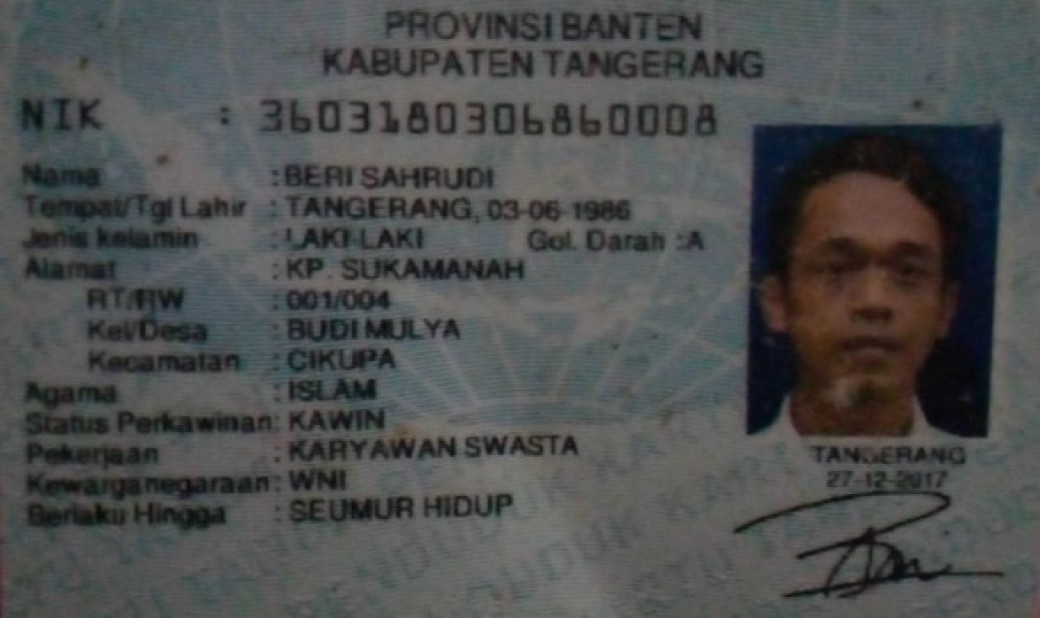 PROVINSI BANTEN
KABUPATEN TANGERANG
NIK : 3603180306860008
Nama : BERI SAHRUDI
Tempat/Tgl Lahir : TANGERANG, 03-06-1986
Jenis kelamin : LAKI-LAKI Gol. Darah : A
Alamat : KP. SUKAMANAH
RT/RW : 001/004
Kel/Desa : BUDI MULYA
Kecamatan : CIKUPA
Agama : ISLAM
Status Perkawinan: KAWIN
Pekerjaan : KARYAWAN SWASTA
Kewarganegaraan: WNI
Berlaku Hingga : SEUMUR HIDUP
TANGERANG
27-12-2017